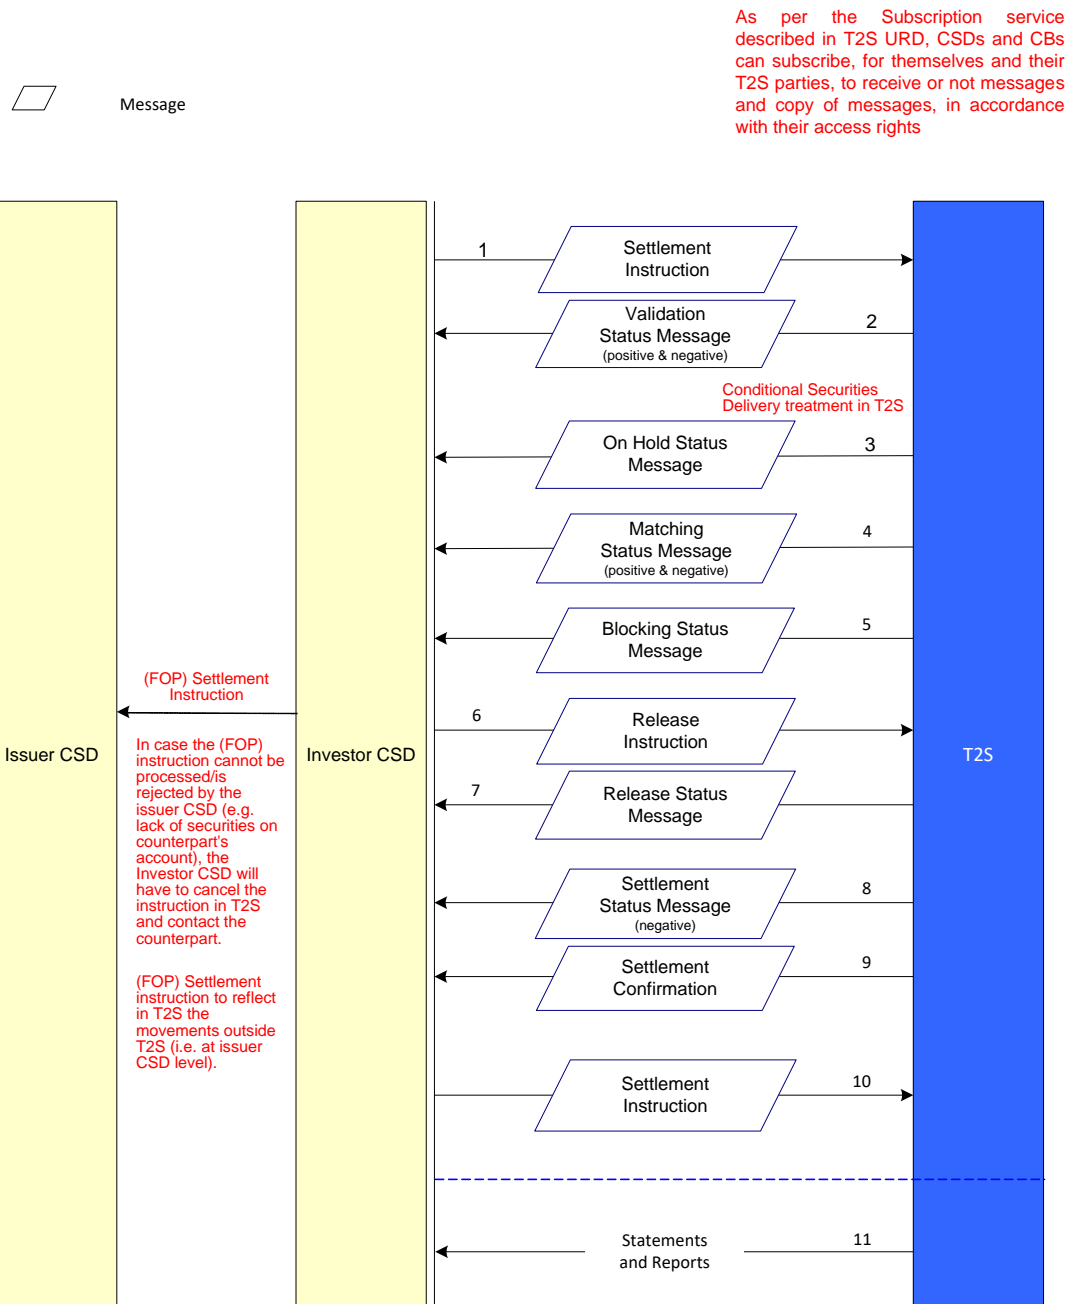 As per the Subscription service
described in T2S URD, CSDs and CBs
can subscribe, for themselves and their
T2S parties, to receive or not messages
and copy of messages, in accordance
with their access rights
Message
1
Settlement
Instruction
Validation
Status Message
(positive & negative)
2
Conditional Securities
Delivery treatment in T2S
On Hold Status
Message
3
Matching
Status Message
(positive & negative)
4
Blocking Status
Message
5
(FOP) Settlement
Instruction
6
Release
Instruction
Issuer CSD
In case the (FOP)
instruction cannot be
processed/is
rejected by the
issuer CSD (e.g.
lack of securities on
counterpart's
account), the
Investor CSD will
have to cancel the
instruction in T2S
and contact the
counterpart.
Investor CSD
T2S
7
Release Status
Message
Settlement
Status Message
(negative)
8
Settlement
Confirmation
9
(FOP) Settlement
instruction to reflect
in T2S the
movements outside
T2S (i.e. at issuer
CSD level).
Settlement
Instruction
10
Statements
and Reports
11